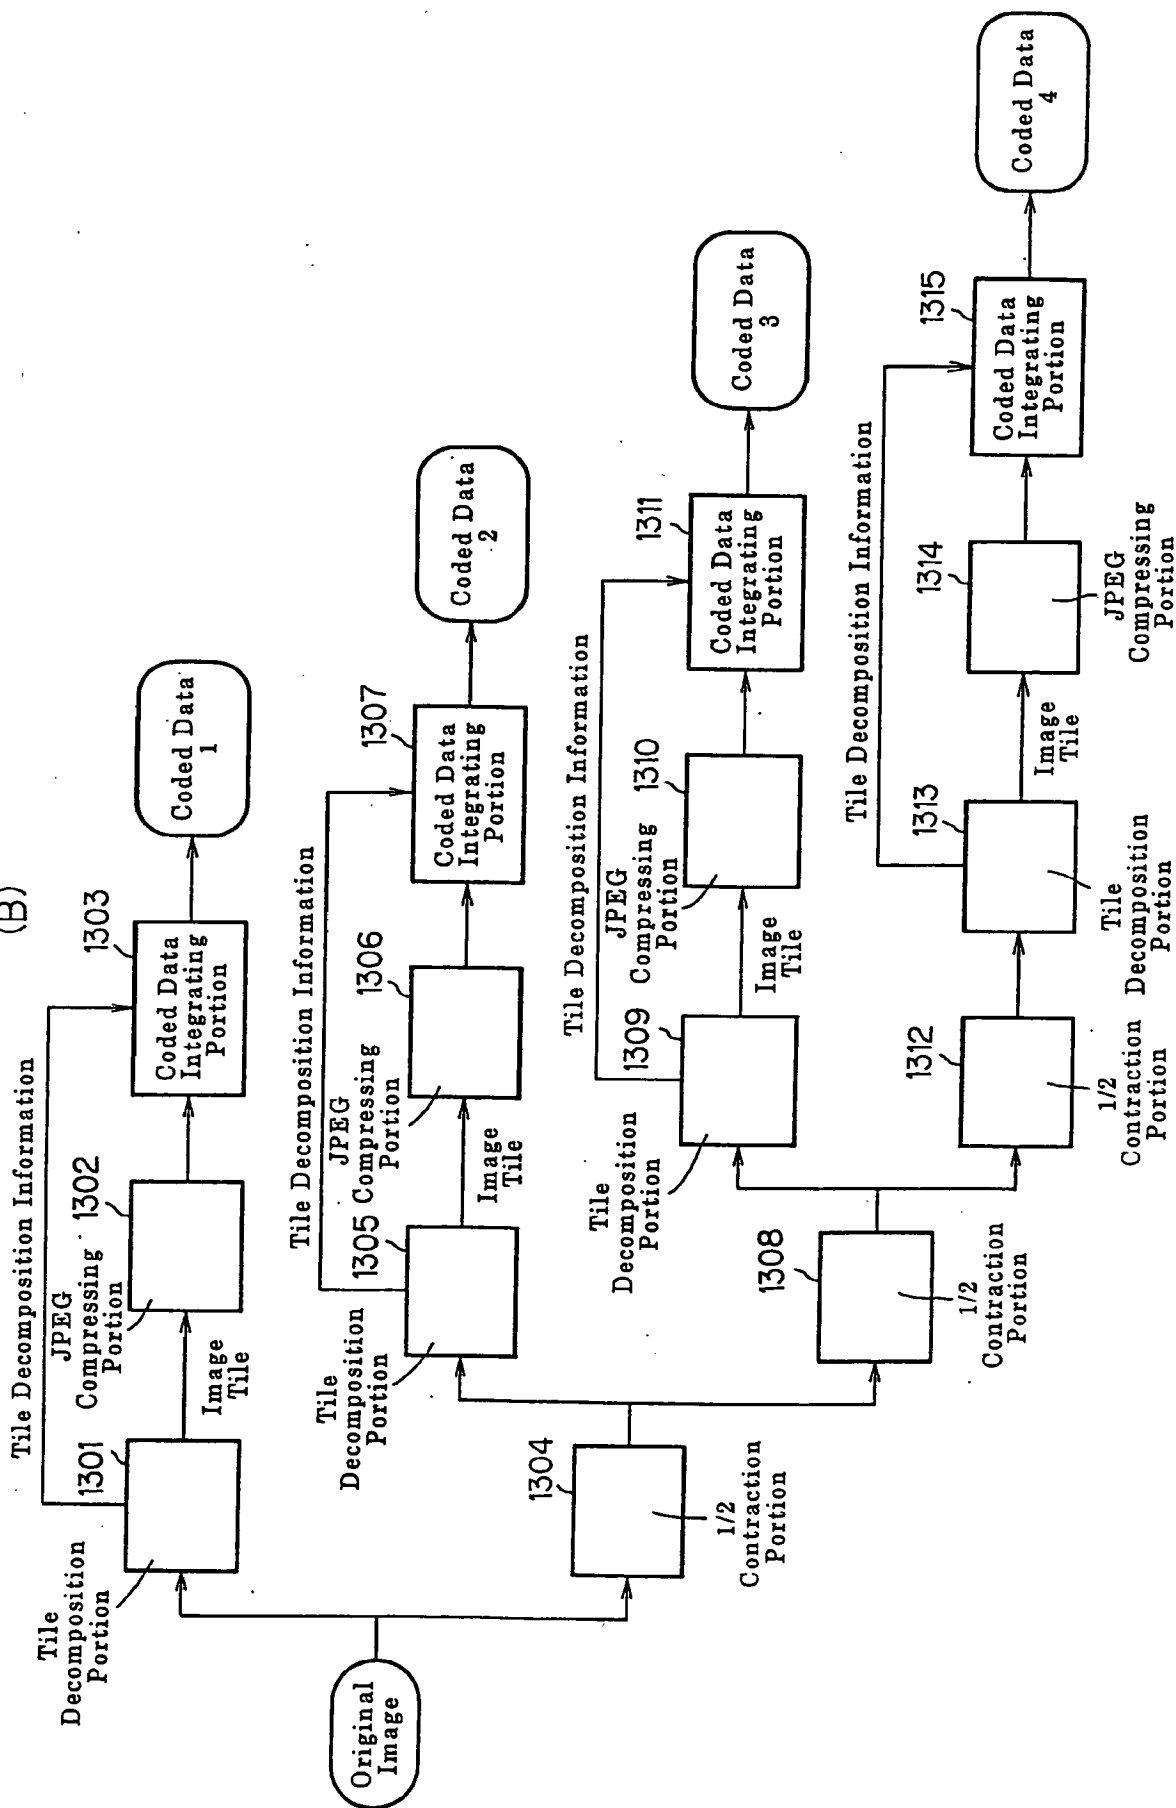 (B)
Original
Image
Tile
Decomposition
Portion
1301
Tile Decomposition Information
Image
Tile
JPEG
Compressing
Portion
1302
1303
Coded Data
Integrating
Portion
Coded Data
1
1304
1/2
Contraction
Portion
Tile
Decomposition
Portion
1305
Tile Decomposition Information
Image
Tile
JPEG
Compressing
Portion
1306
1307
Coded Data
Integrating
Portion
Coded Data
2
1308
1/2
Contraction
Portion
Tile
Decomposition
Portion
1309
Tile Decomposition Information
Image
Tile
JPEG
Compressing
Portion
1310
1311
Coded Data
Integrating
Portion
Coded Data
3
1312
1/2
Contraction
Portion
1313
Tile
Decomposition
Portion
Tile Decomposition Information
Image
Tile
1314
JPEG
Compressing
Portion
1315
Coded Data
Integrating
Portion
Coded Data
4